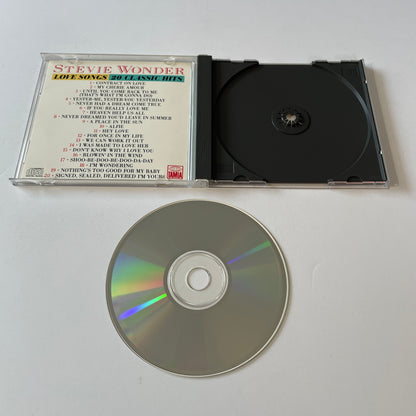 STEVIE WONDER
LOVE SONGS 20 CLASSIC HITS
1 - CONTRACT ON LOVE
2 - MY CHERIE AMOUR
3 - UNTIL YOU COME BACK TO ME
(THAT'S WHAT I'M GONNA DO)
4 - YESTER-ME, YESTER-YOU, YESTERDAY
5 - NEVER HAD A DREAM COME TRUE
6 - IF YOU REALLY LOVE ME
7 - HEAVEN HELP US ALL
8 - NEVER DREAMED YOU'D LEAVE IN SUMMER
9 - A PLACE IN THE SUN
10 - ALFIE
11 - HEY LOVE
12 - FOR ONCE IN MY LIFE
13 - WE CAN WORK IT OUT
14 - I WAS MADE TO LOVE HER
15 - DON'T KNOW WHY I LOVE YOU
16 - BLOWIN' IN THE WIND
17 - SHOO-BE-DOO-BE-DOO-DA-DAY
18 - I'M WONDERING
19 - NOTHING'S TOO GOOD FOR MY BABY
20 - SIGNED, SEALED, DELIVERED I'M YOURS
TAMLA